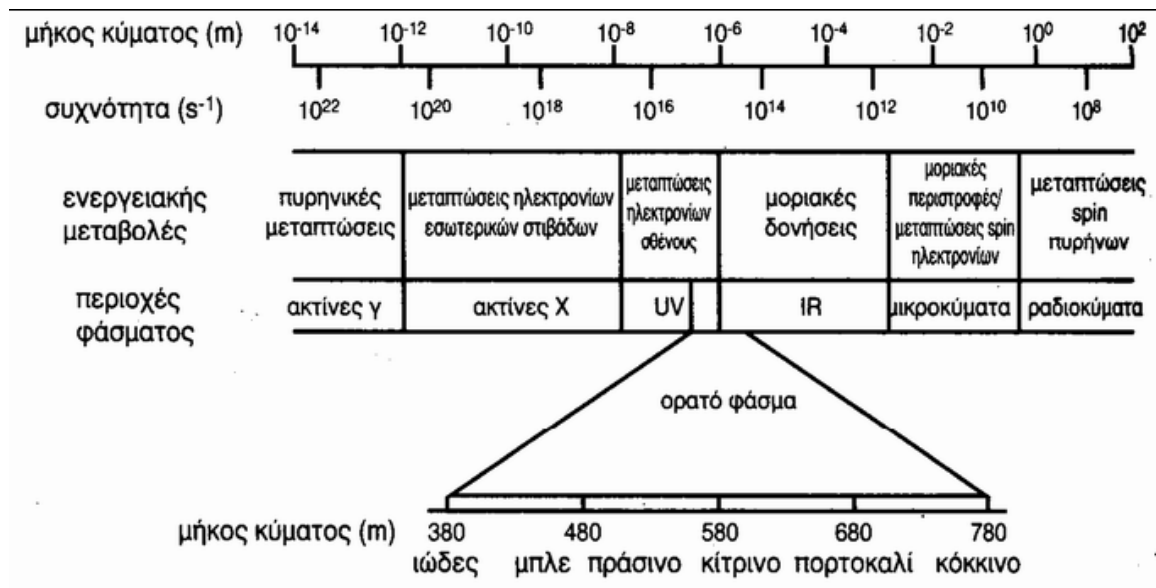 μήκος κύματος (m) 10⁻¹⁴ 10⁻¹² 10⁻¹⁰ 10⁻⁸ 10⁻⁶ 10⁻⁴ 10⁻² 10⁰ 10²
συχνότητα (s⁻¹) 10²² 10²⁰ 10¹⁸ 10¹⁶ 10¹⁴ 10¹² 10¹⁰ 10⁸
ενεργειακής
μεταβολές
πυρηνικές
μεταπτώσεις
μεταπτώσεις ηλεκτρονίων
εσωτερικών στιβάδων
μεταπτώσεις
ηλεκτρονίων
σθένους
μοριακές
δονήσεις
μοριακές
περιστροφές/
μεταπτώσεις spin
ηλεκτρονίων
μεταπτώσεις
spin
πυρήνων
περιοχές
φάσματος
ακτίνες γ ακτίνες Χ UV IR μικροκύματα ραδιοκύματα
ορατό φάσμα
μήκος κύματος (m) 380 480 580 680 780
ιώδες μπλε πράσινο κίτρινο πορτοκαλί κόκκινο